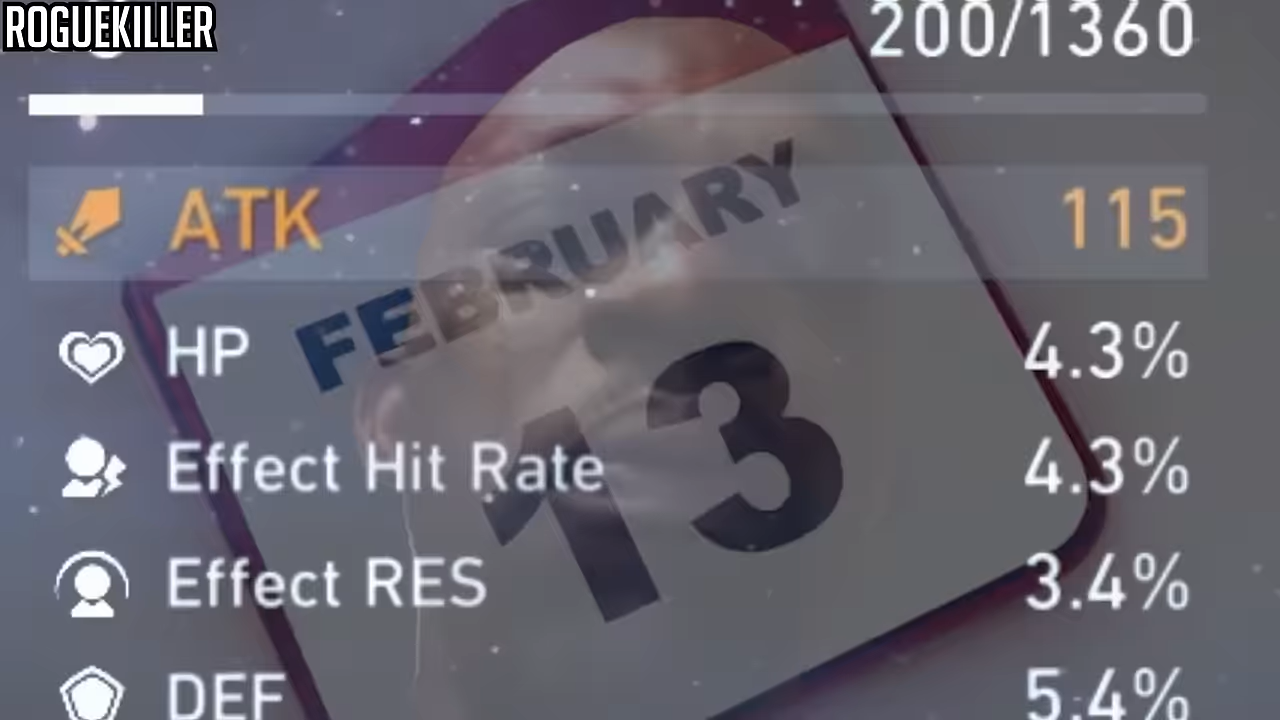 ROGUEKILLER
200/1360
ATK 115
FEBRUARY
13
HP 4.3%
Effect Hit Rate 4.3%
Effect RES 3.4%
DEF 5.4%